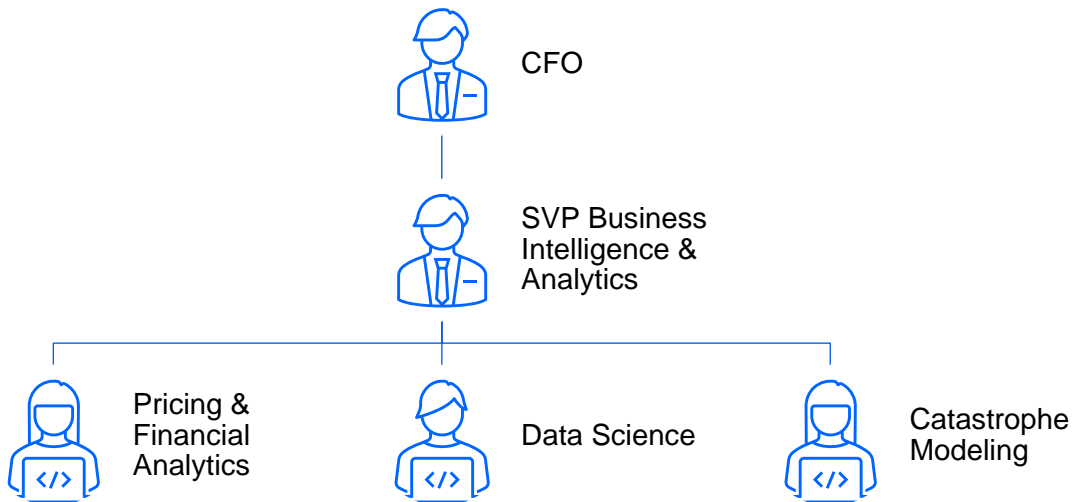 CFO
SVP Business
Intelligence &
Analytics
Pricing &
Financial
Analytics
</>
Data Science
</>
Catastrophe
Modeling
</>